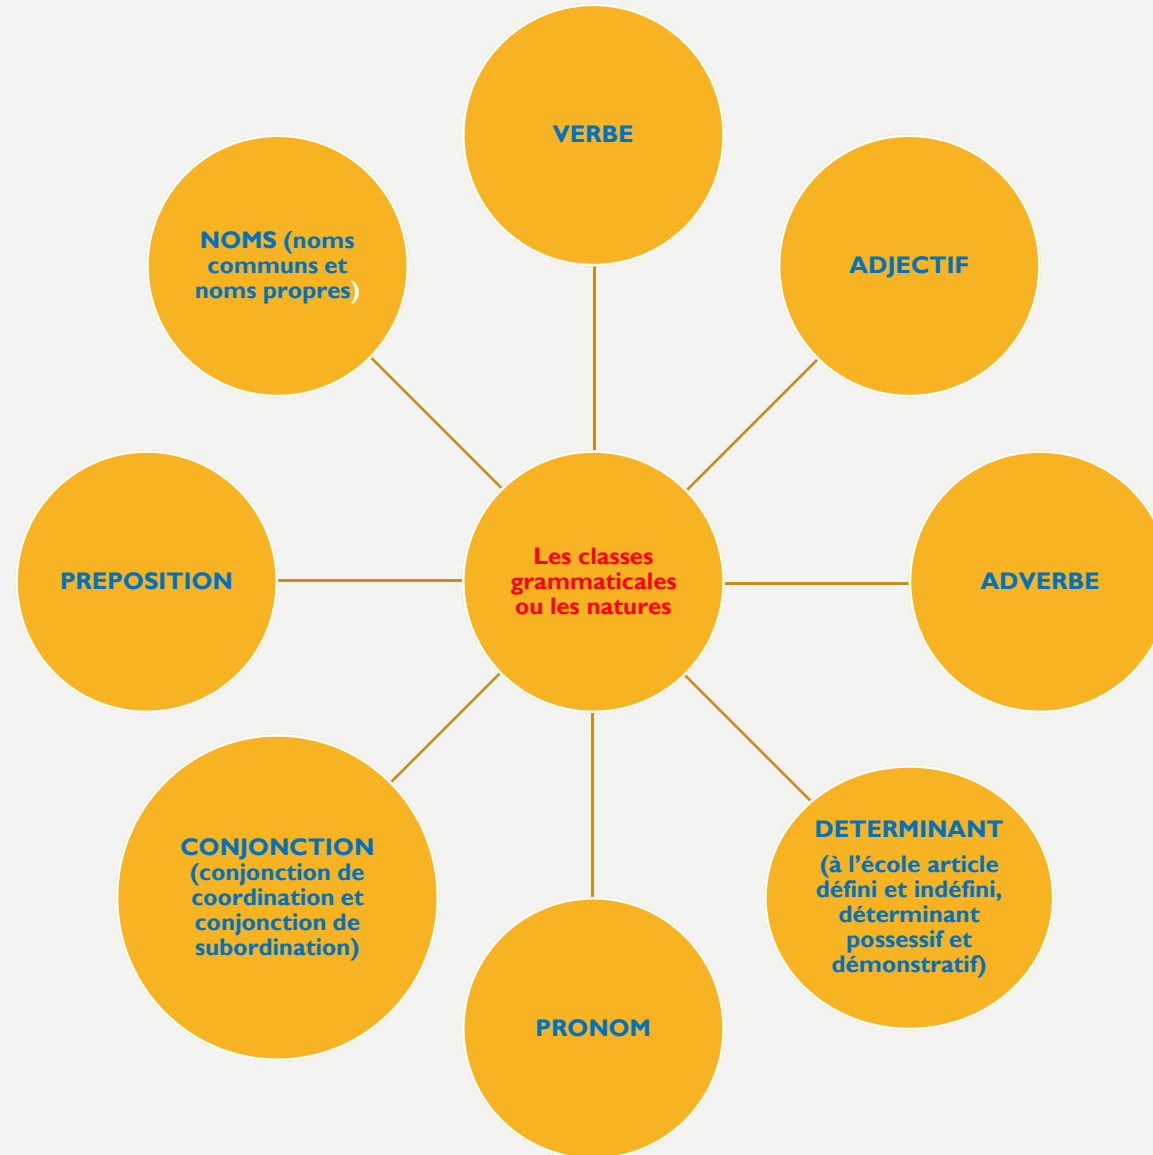 VERBE
NOMS (noms
communs et
noms propres)
ADJECTIF
PREPOSITION
Les classes
grammaticales
ou les natures
ADVERBE
CONJONCTION
(conjonction de
coordination et
conjonction de
subordination)
DETERMINANT
(à l’école article
défini et indéfini,
déterminant
possessif et
démonstratif)
PRONOM